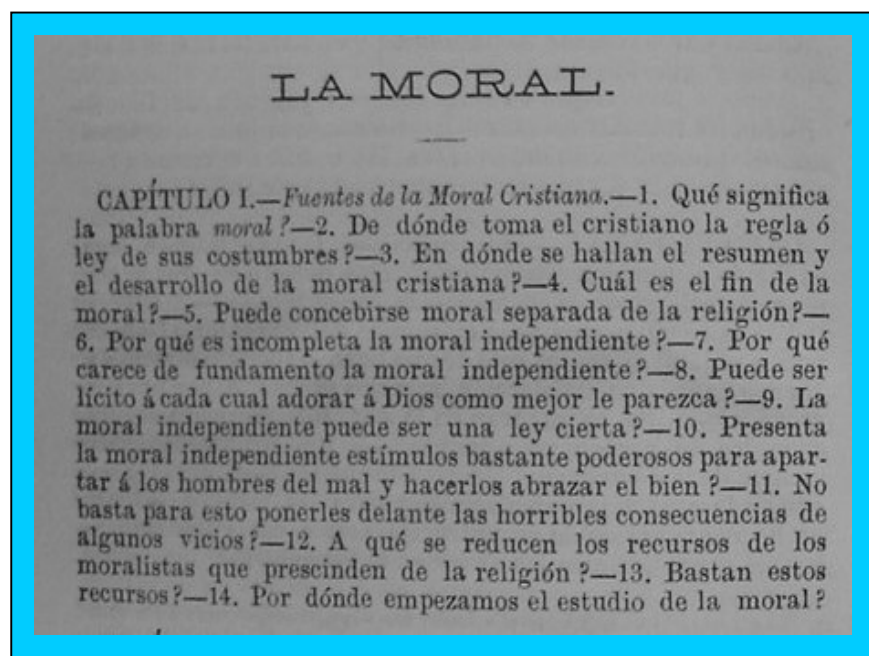 LA MORAL.
CAPÍTULO I.—Fuentes de la Moral Cristiana.—1. Qué significa
la palabra moral?—2. De dónde toma el cristiano la regla ó
ley de sus costumbres?—3. En dónde se hallan el resumen y
el desarrollo de la moral cristiana?—4. Cuál es el fin de la
moral?—5. Puede concebirse moral separada de la religión?—
6. Por qué es incompleta la moral independiente?—7. Por qué
carece de fundamento la moral independiente?—8. Puede ser
lícito á cada cual adorar á Dios como mejor le parezca?—9. La
moral independiente puede ser una ley cierta?—10. Presenta
la moral independiente estímulos bastante poderosos para apar-
tar á los hombres del mal y hacerlos abrazar el bien?—11. No
basta para esto ponerles delante las horribles consecuencias de
algunos vicios?—12. A qué se reducen los recursos de los
moralistas que prescinden de la religión?—13. Bastan estos
recursos?—14. Por dónde empezamos el estudio de la moral?